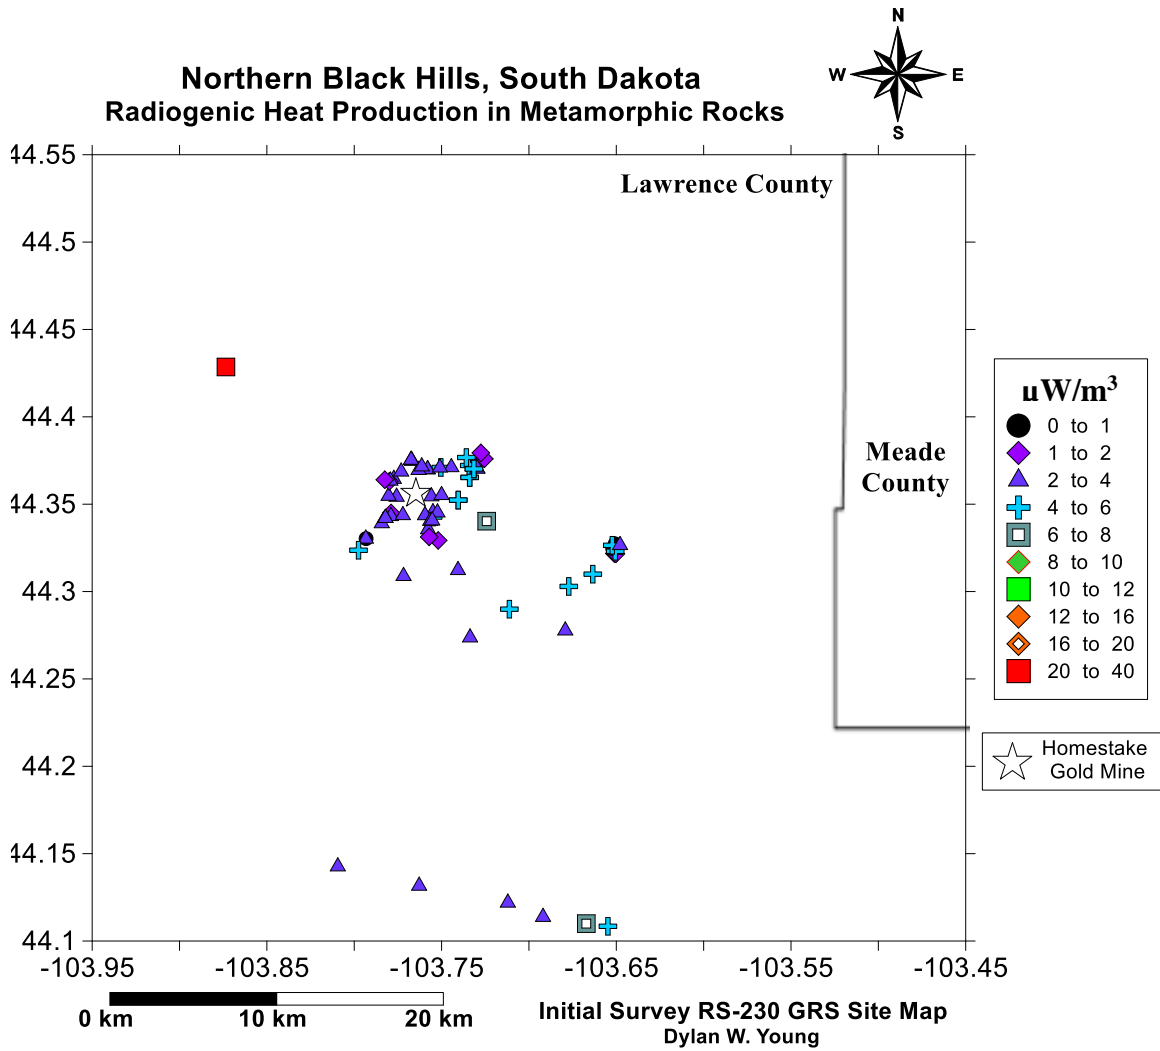 N
W E
S
Northern Black Hills, South Dakota
Radiogenic Heat Production in Metamorphic Rocks
44.55
Lawrence County
44.5
44.45
44.4
Meade
County
44.35
44.3
44.25
44.2
44.15
44.1
-103.95 -103.85 -103.75 -103.65 -103.55 -103.45
µW/m³
0 to 1
1 to 2
2 to 4
4 to 6
6 to 8
8 to 10
10 to 12
12 to 16
16 to 20
20 to 40
Homestake
Gold Mine
0 km 10 km 20 km
Initial Survey RS-230 GRS Site Map
Dylan W. Young